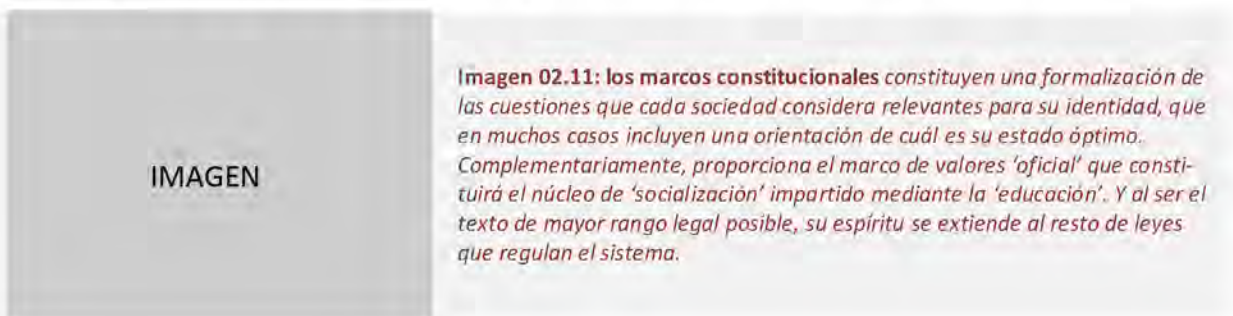 IMAGEN
Imagen 02.11: los marcos constitucionales constituyen una formalización de
las cuestiones que cada sociedad considera relevantes para su identidad, que
en muchos casos incluyen una orientación de cuál es su estado óptimo.
Complementariamente, proporciona el marco de valores ‘oficial’ que consti-
tuirá el núcleo de ‘socialización’ impartido mediante la ‘educación’. Y al ser el
texto de mayor rango legal posible, su espíritu se extiende al resto de leyes
que regulan el sistema.